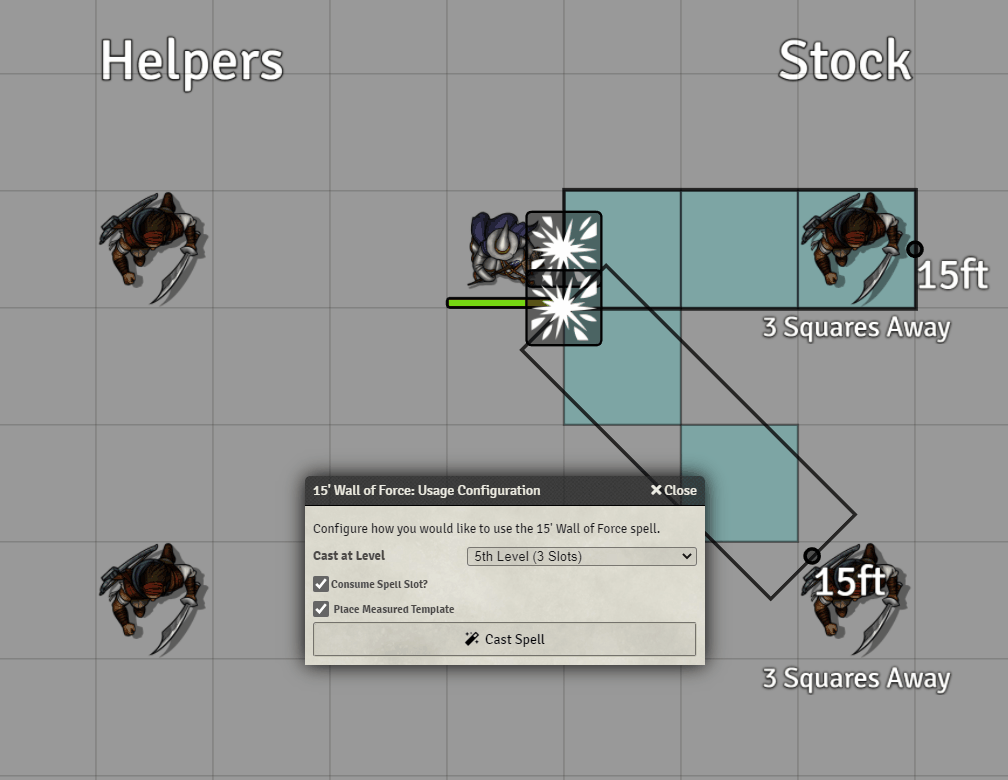 Helpers
Stock
15ft
3 Squares Away
15' Wall of Force: Usage Configuration
Close
Configure how you would like to use the 15' Wall of Force spell.
Cast at Level
5th Level (3 Slots)
Consume Spell Slot?
15ft
Place Measured Template
Cast Spell
3 Squares Away